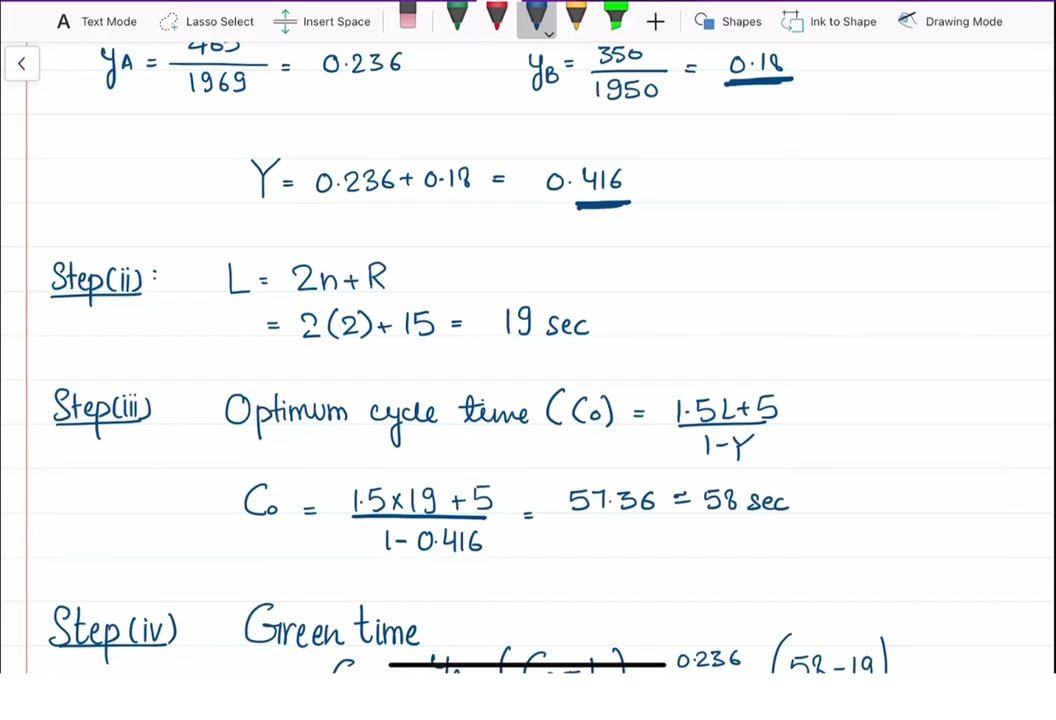 A Text Mode Lasso Select Insert Space Shapes Ink to Shape Drawing Mode
yA = 465/1969 = 0.236 yB = 350/1950 = 0.18
Y = 0.236 + 0.18 = 0.416
Step(ii): L = 2n+R
= 2(2)+15 = 19 sec
Step(iii) Optimum cycle time (Co) = 1.5L+5/1-Y
Co = 1.5×19+5/1-0.416 = 57.36 = 58 sec
Step(iv) Green time
0.236 (58-19)